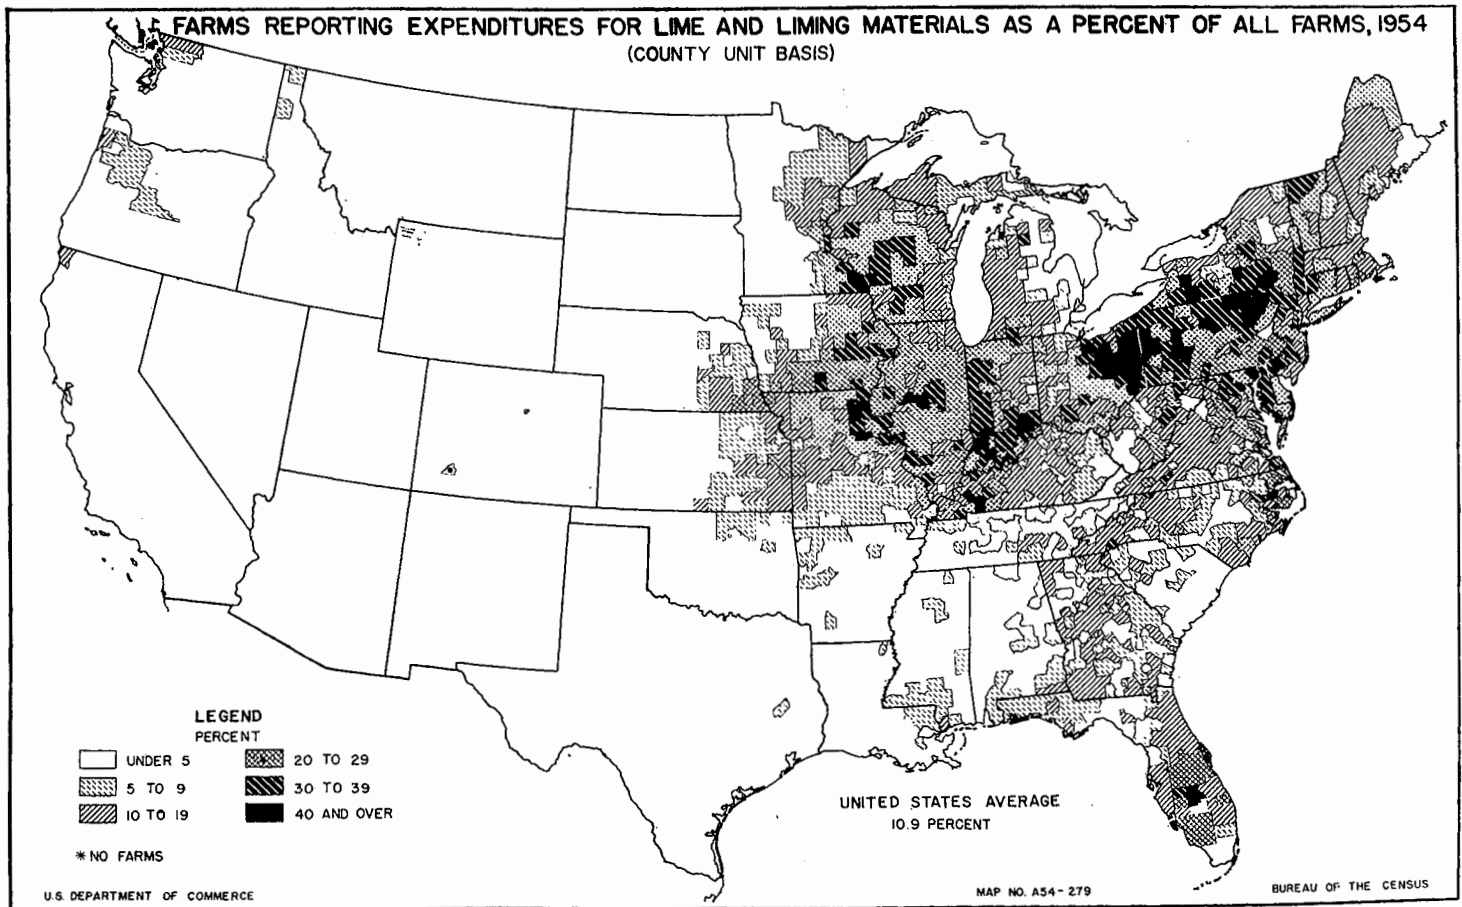 FARMS REPORTING EXPENDITURES FOR LIME AND LIMING MATERIALS AS A PERCENT OF ALL FARMS, 1954
(COUNTY UNIT BASIS)
LEGEND
PERCENT
UNDER 5
5 TO 9
10 TO 19
20 TO 29
30 TO 39
40 AND OVER
* NO FARMS
UNITED STATES AVERAGE
10.9 PERCENT
U.S. DEPARTMENT OF COMMERCE
MAP NO. A54-279
BUREAU OF THE CENSUS